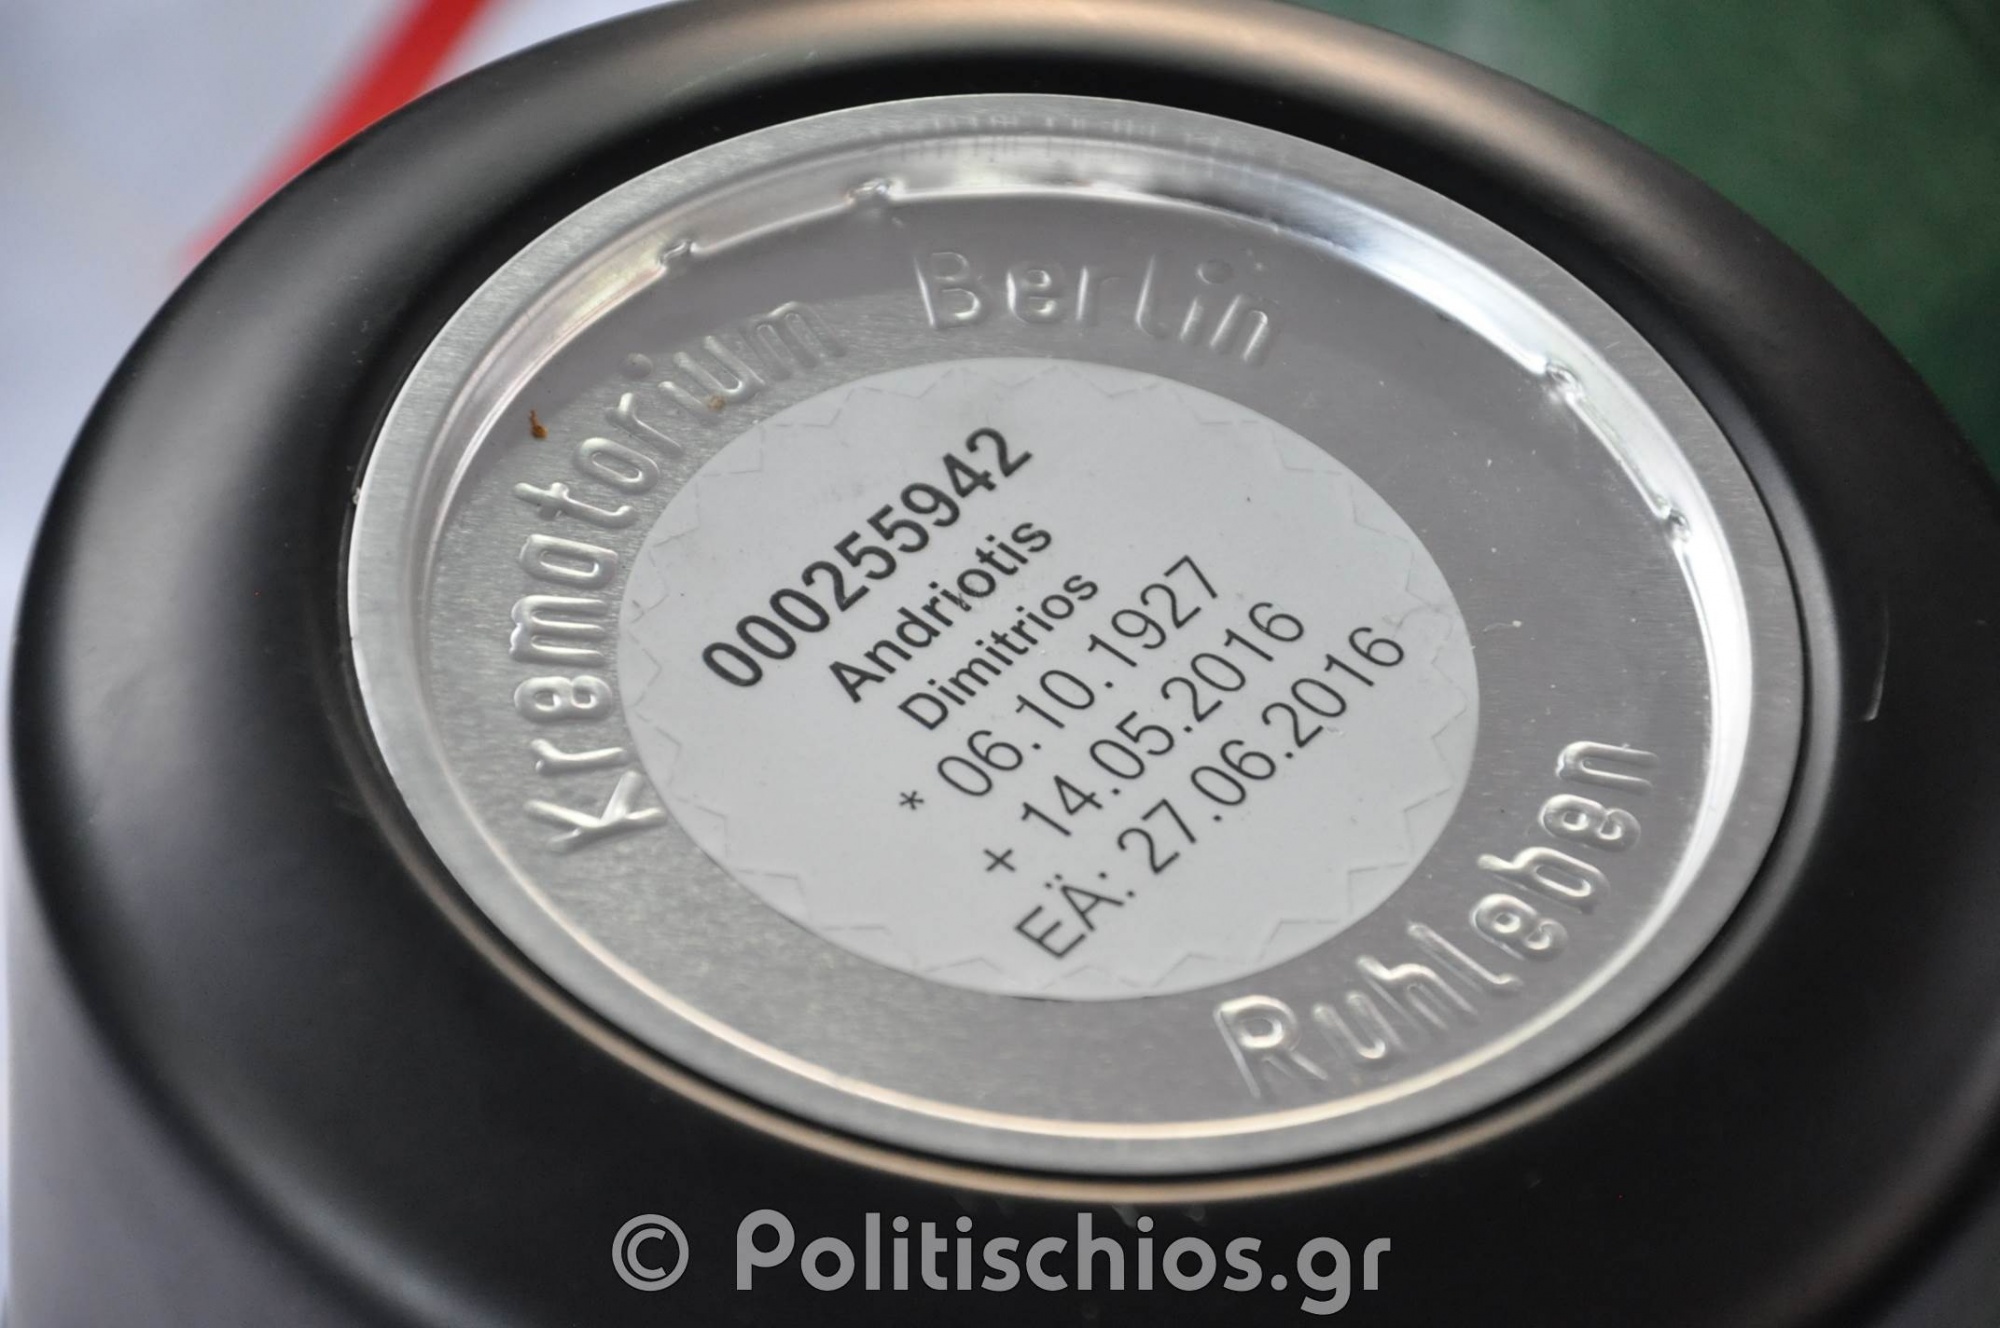 Krematorium Berlin
000255942
Andriotis
Dimitrios
* 06.10.1927
+ 14.05.2016
EÄ: 27.06.2016
Ruhleben
© Politischios.gr